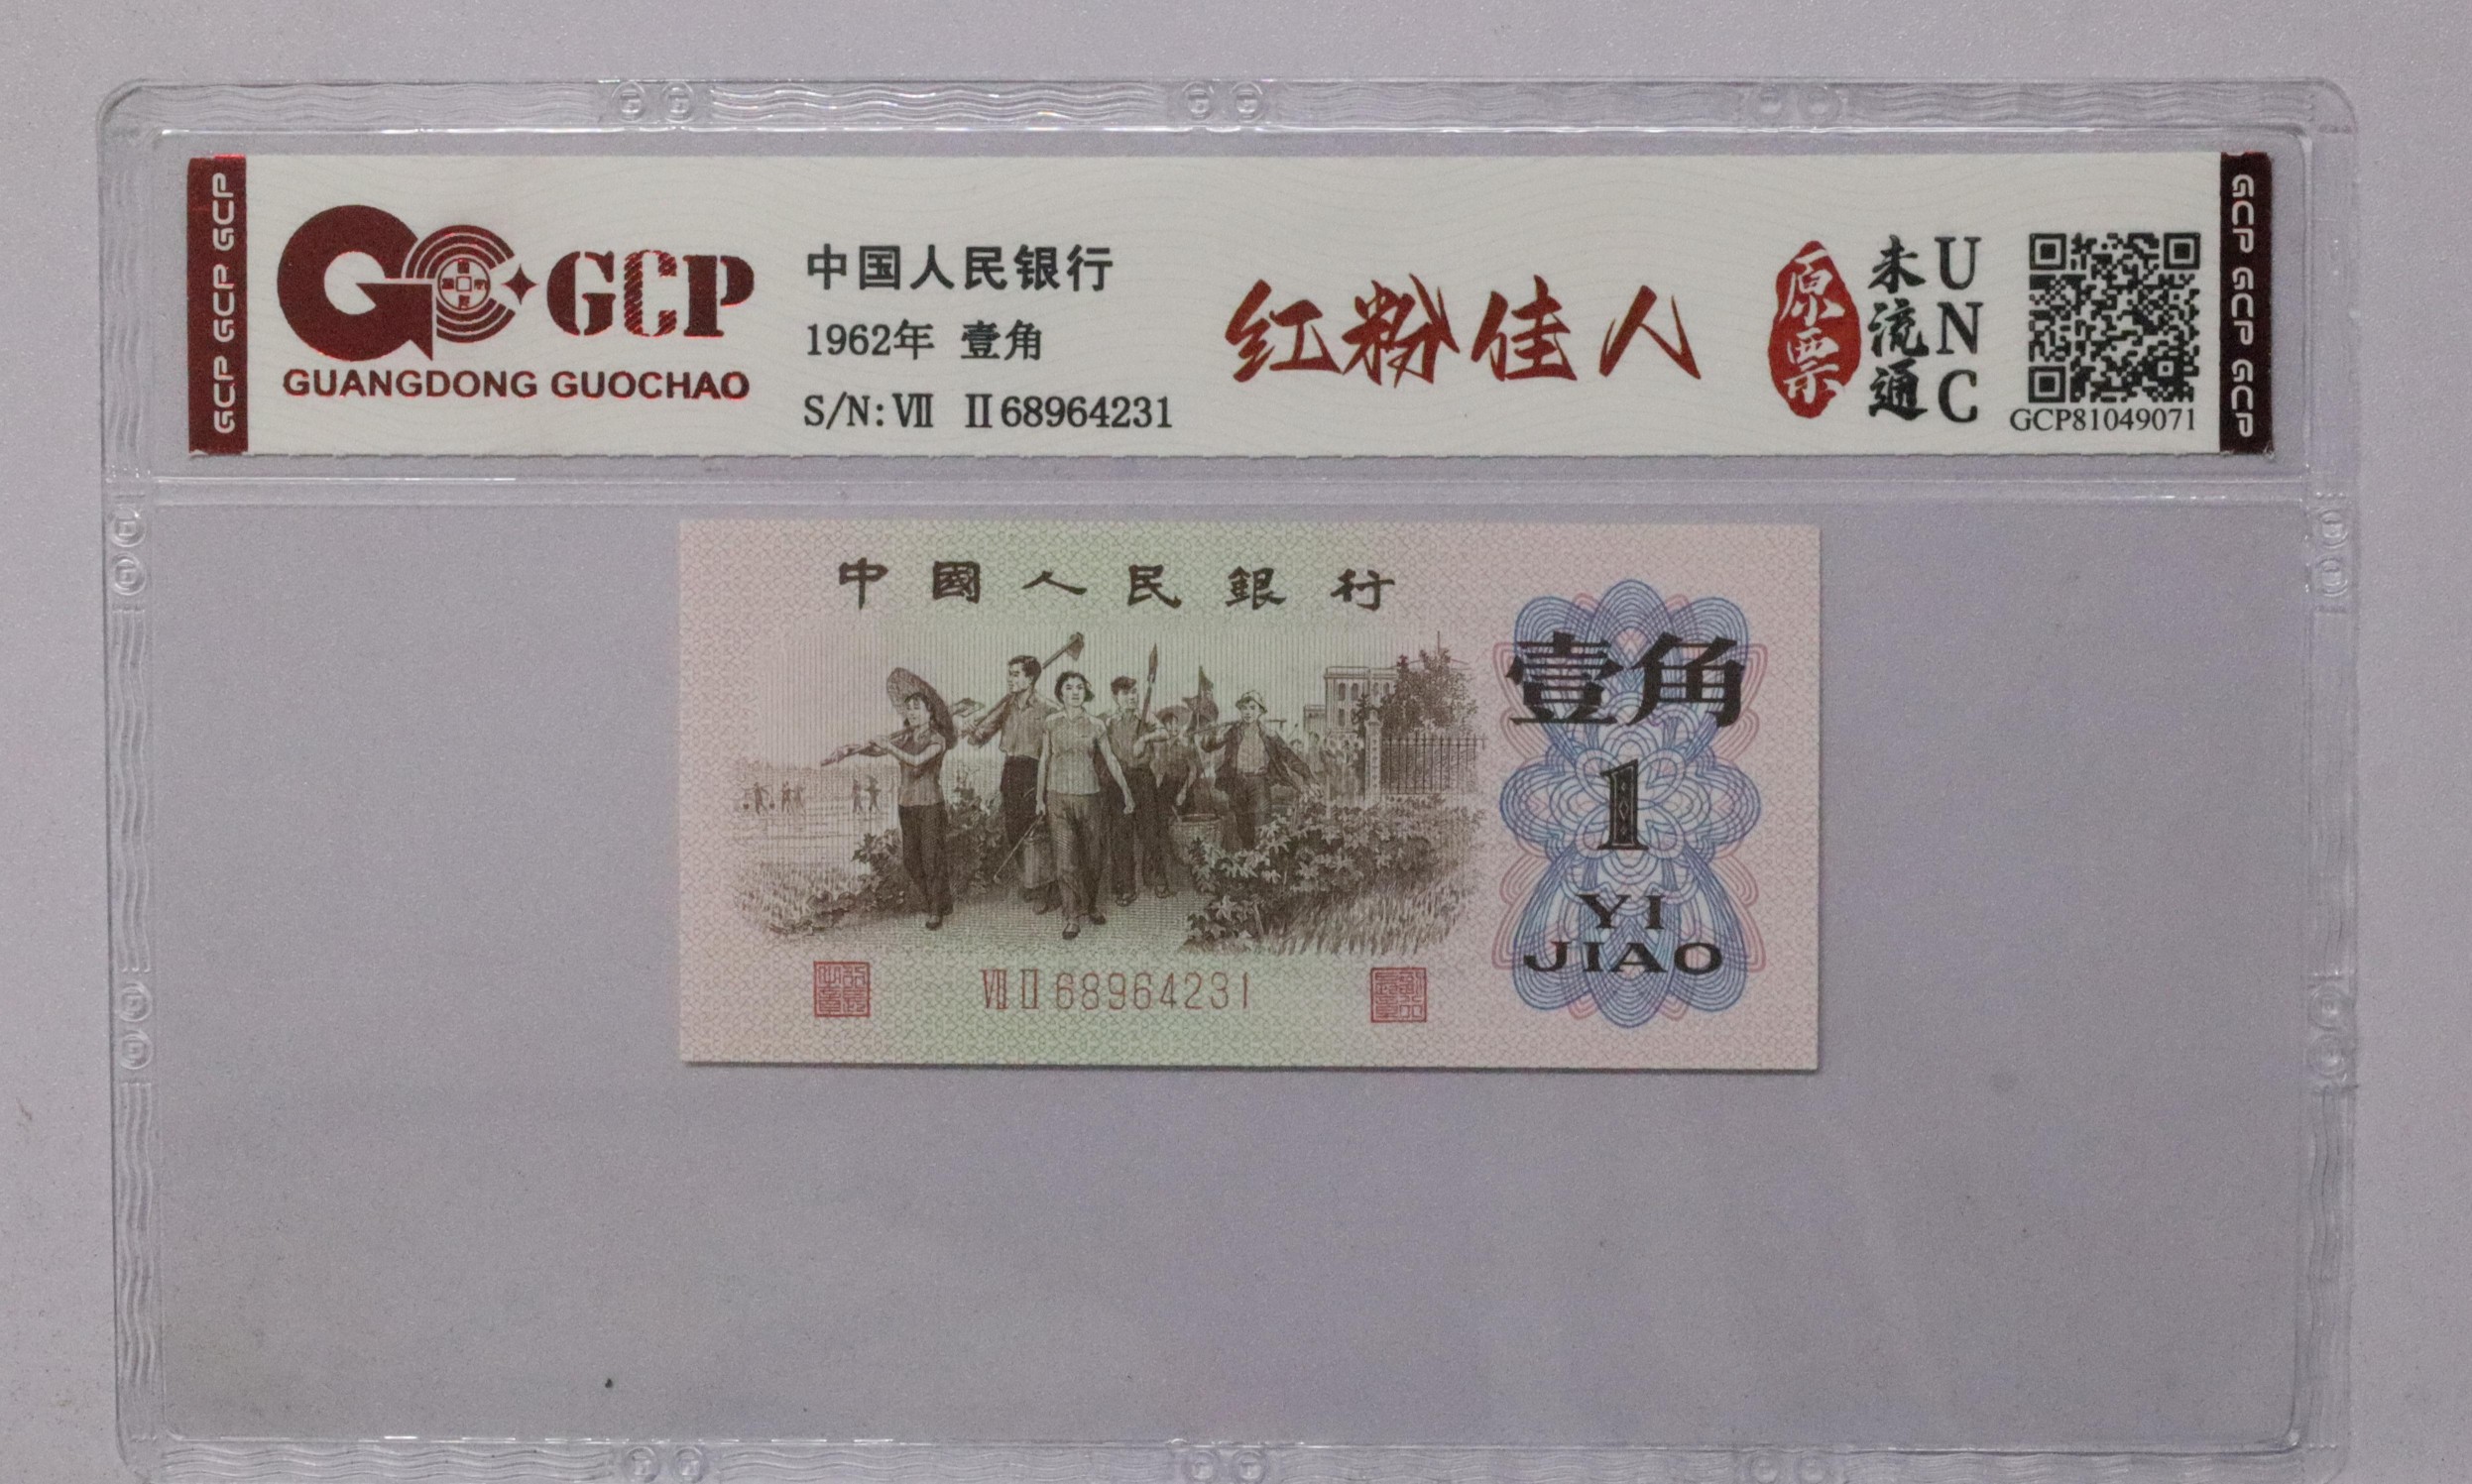 GCP GCP GCP
GCP
GUANGDONG GUOCHAO
中国人民银行
1962年 壹角
S/N: Ⅶ Ⅱ 68964231
红粉佳人
原票
未流通
UNC
GCP81049071
GCP GCP GCP
中國人民銀行
壹角
1
YI
JIAO
Ⅶ Ⅱ 68964231